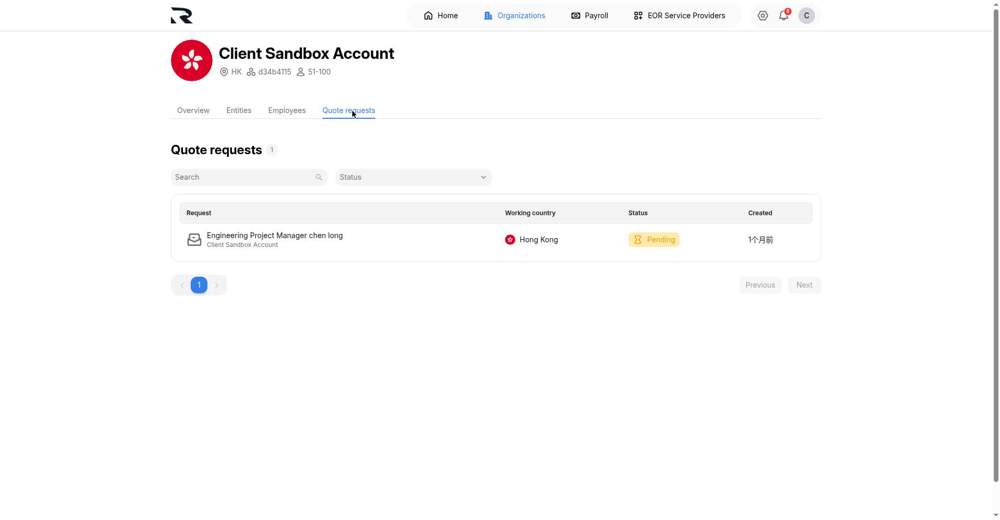 Home
Organizations
Payroll
EOR Service Providers
8
C
Client Sandbox Account
HK
d34b4115
51-100
Overview
Entities
Employees
Quote requests
Quote requests 1
Search
Status
Request
Working country
Status
Created
Engineering Project Manager chen long
Client Sandbox Account
Hong Kong
Pending
1个月前
1
Previous
Next